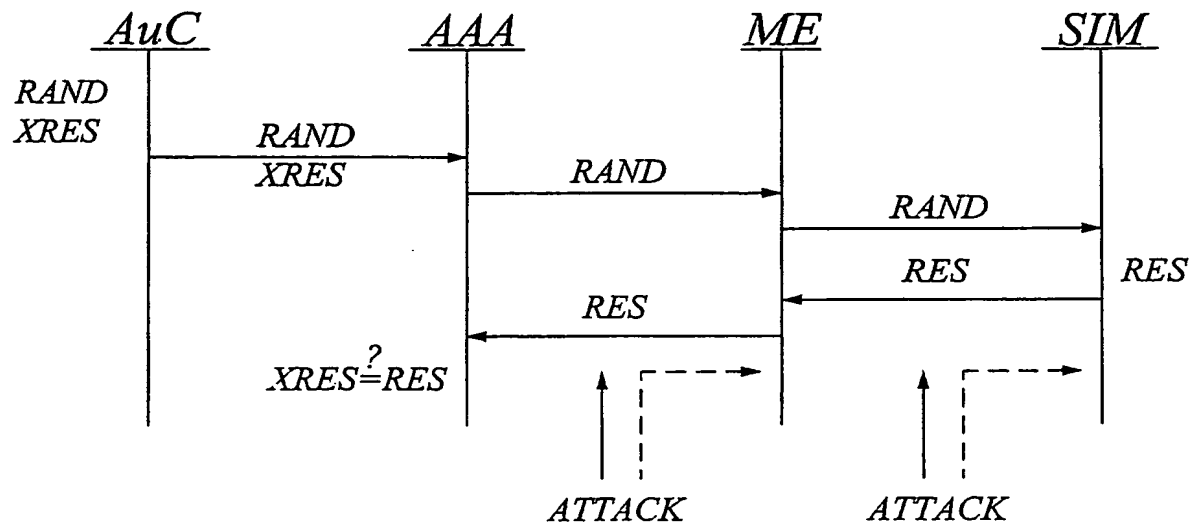 AuC
AAA
ME
SIM
RAND
XRES
RAND
XRES
RAND
RAND
RES
RES
RES
?
XRES=RES
ATTACK
ATTACK